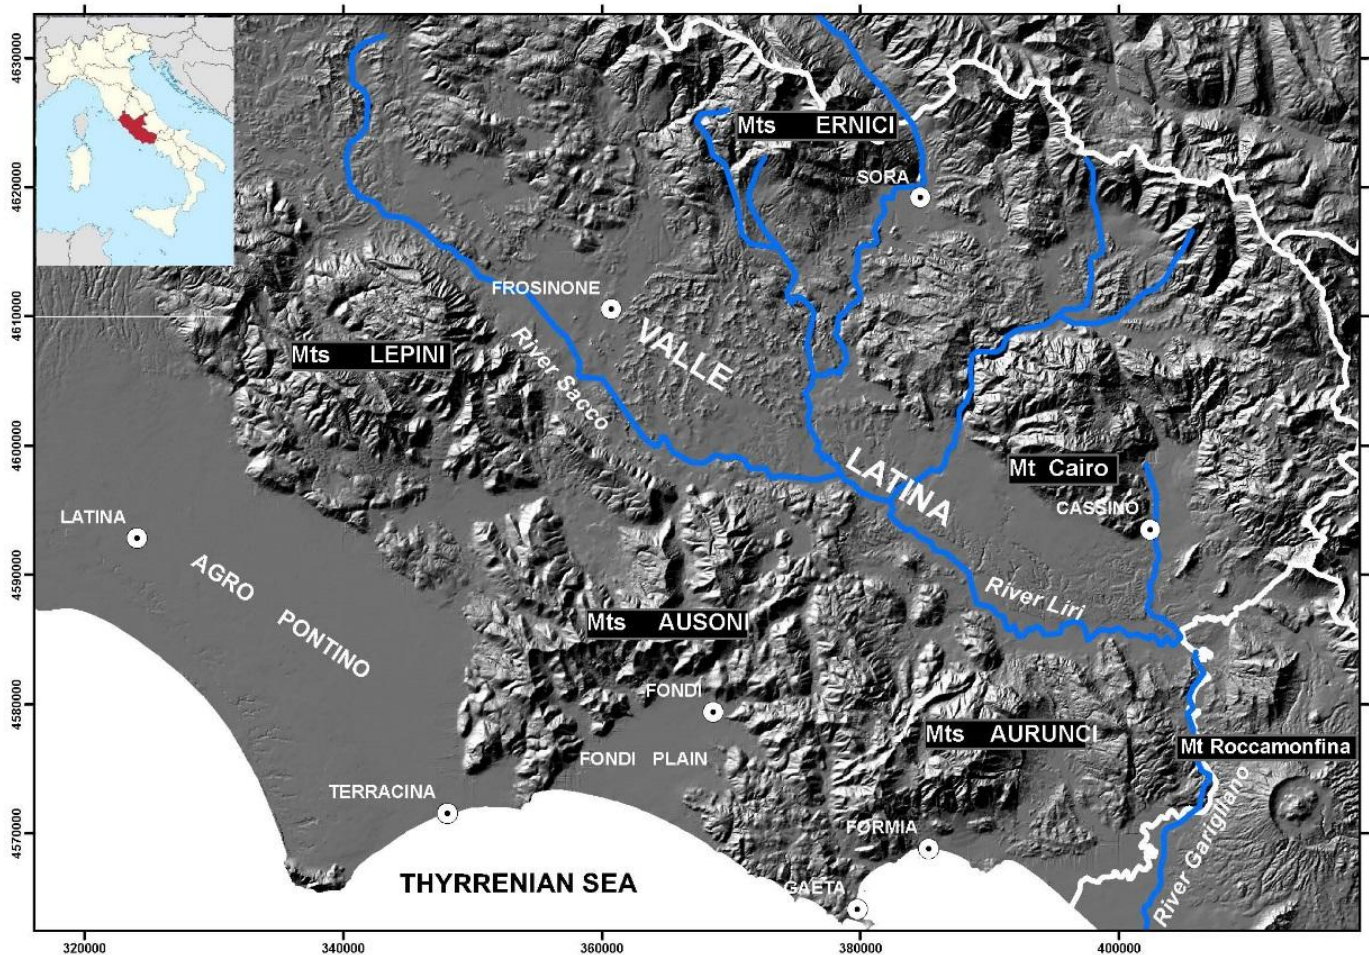 4630000
4620000
4610000
4600000
4590000
4580000
4570000
Mts ERNICI
SORA
FROSINONE
VALLE
Mts LEPINI
River Sacco
LATINA
Mt Cairo
CASSINO
LATINA
AGRO PONTINO
River Liri
Mts AUSONI
FONDI
FONDI PLAIN
Mts AURUNCI
Mt Roccamonfina
TERRACINA
FORMIA
River Garigliano
THYRRENIAN SEA
GAETA
320000 340000 360000 380000 400000